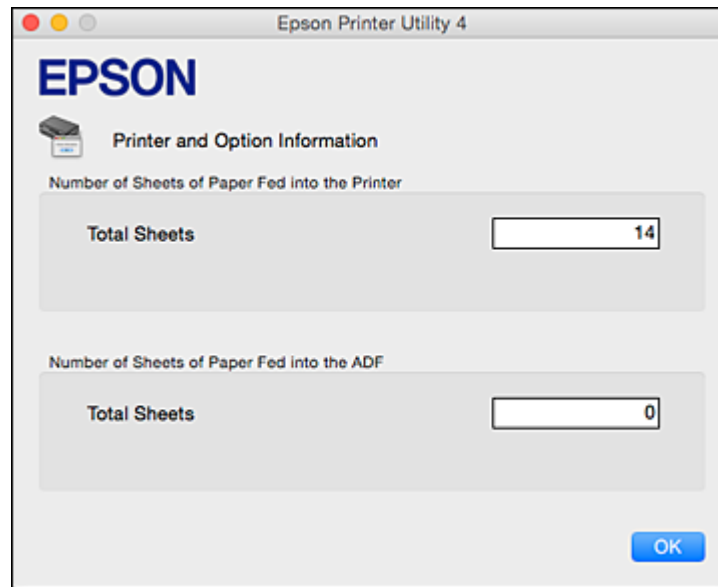 Epson Printer Utility 4
EPSON
Printer and Option Information
Number of Sheets of Paper Fed into the Printer
Total Sheets 14
Number of Sheets of Paper Fed into the ADF
Total Sheets 0
OK